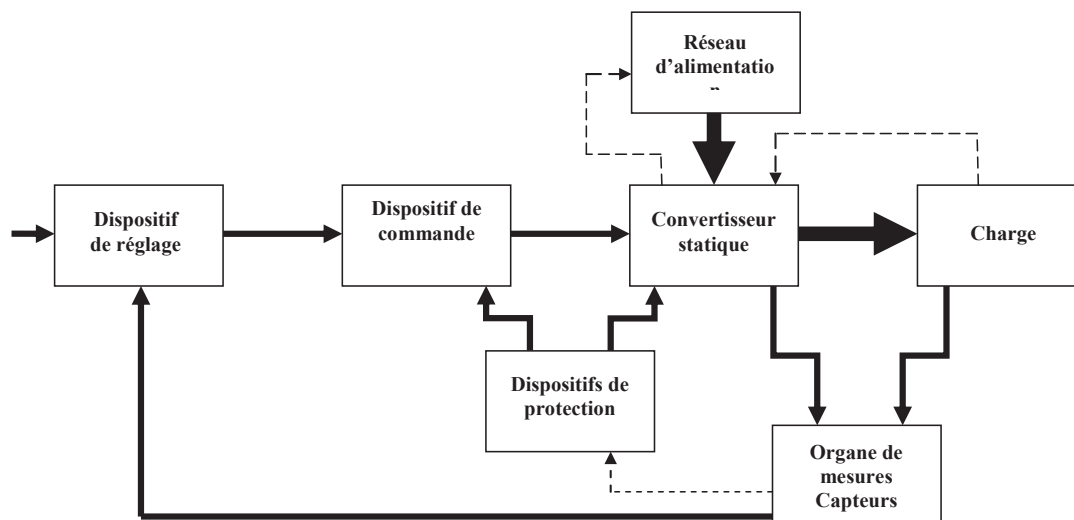 Réseau
d’alimentatio
n
Dispositif
de réglage
Dispositif de
commande
Convertisseur
statique
Charge
Dispositifs de
protection
Organe de
mesures
Capteurs